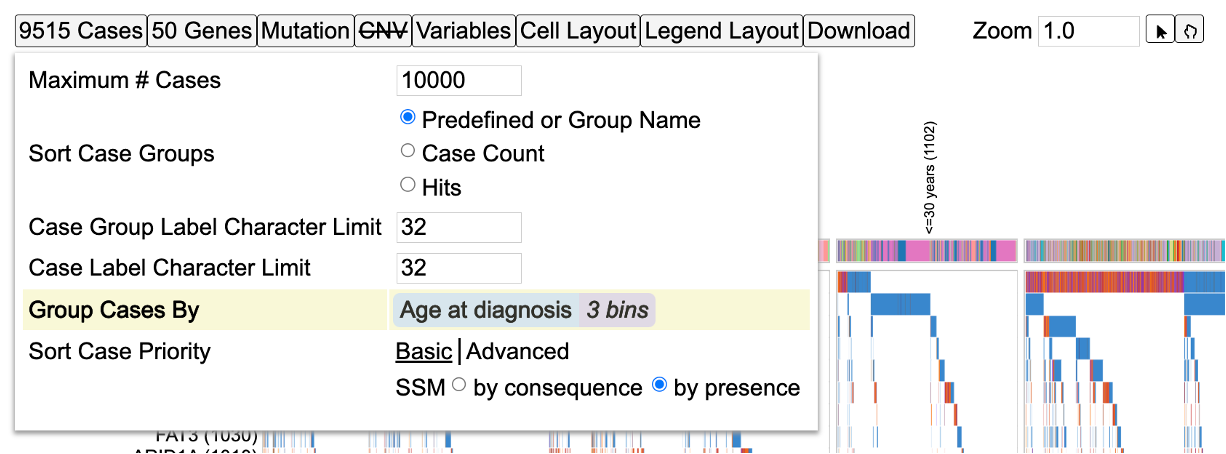 9515 Cases 50 Genes Mutation CNV Variables Cell Layout Legend Layout Download Zoom 1.0
Maximum # Cases 10000
Sort Case Groups
Predefined or Group Name
Case Count
Hits
Case Group Label Character Limit 32
Case Label Character Limit 32
Group Cases By Age at diagnosis 3 bins
Sort Case Priority Basic | Advanced
SSM by consequence by presence
<=30 years (1102)
FAT3 (1030)